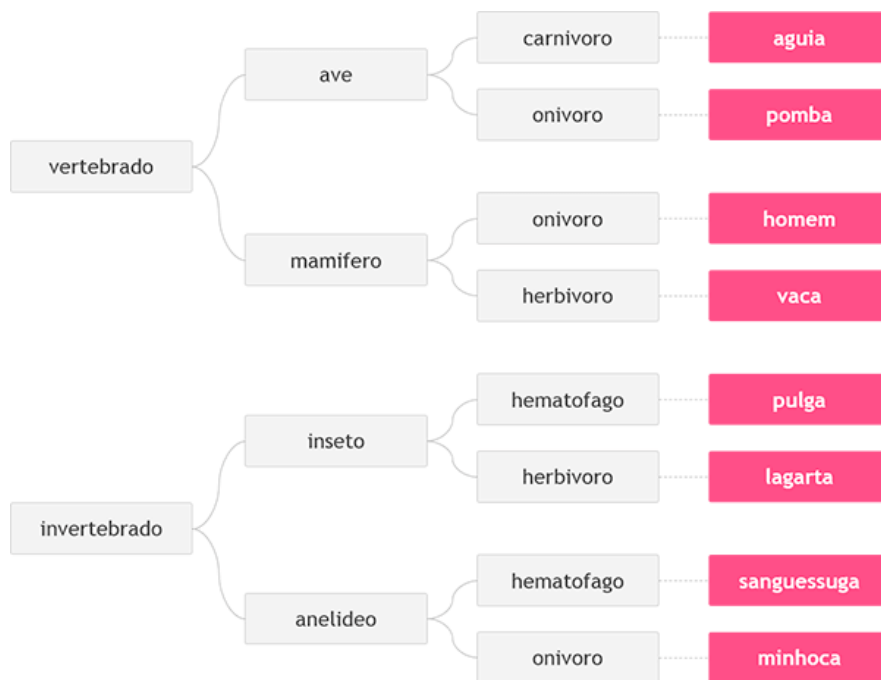 vertebrado
ave
carnivoro
aguia
onivoro
pomba
mamifero
onivoro
homem
herbivoro
vaca
invertebrado
inseto
hematofago
pulga
herbivoro
lagarta
anelideo
hematofago
sanguessuga
onivoro
minhoca